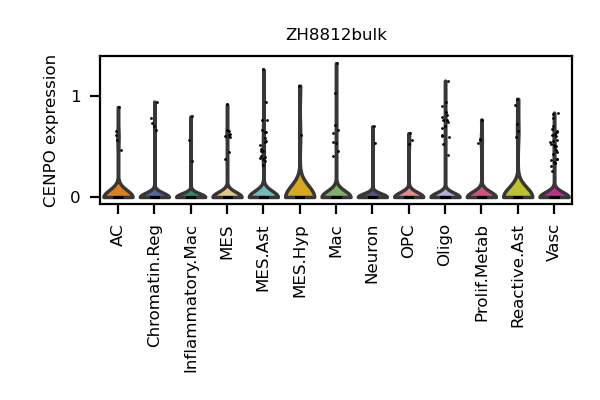 ZH8812bulk
CENPO expression
1
0
AC
Chromatin.Reg
Inflammatory.Mac
MES
MES.Ast
MES.Hyp
Mac
Neuron
OPC
Oligo
Prolif.Metab
Reactive.Ast
Vasc